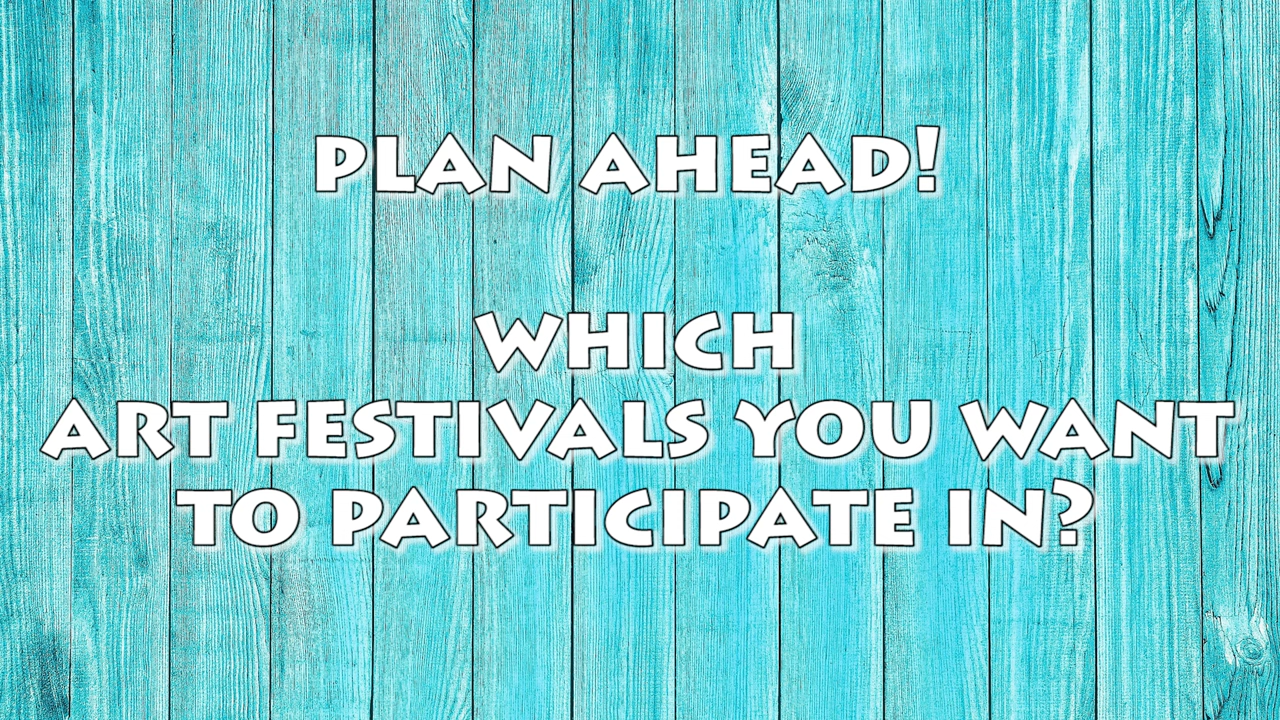 PLAN AHEAD!
WHICH
ART FESTIVALS YOU WANT
TO PARTICIPATE IN?